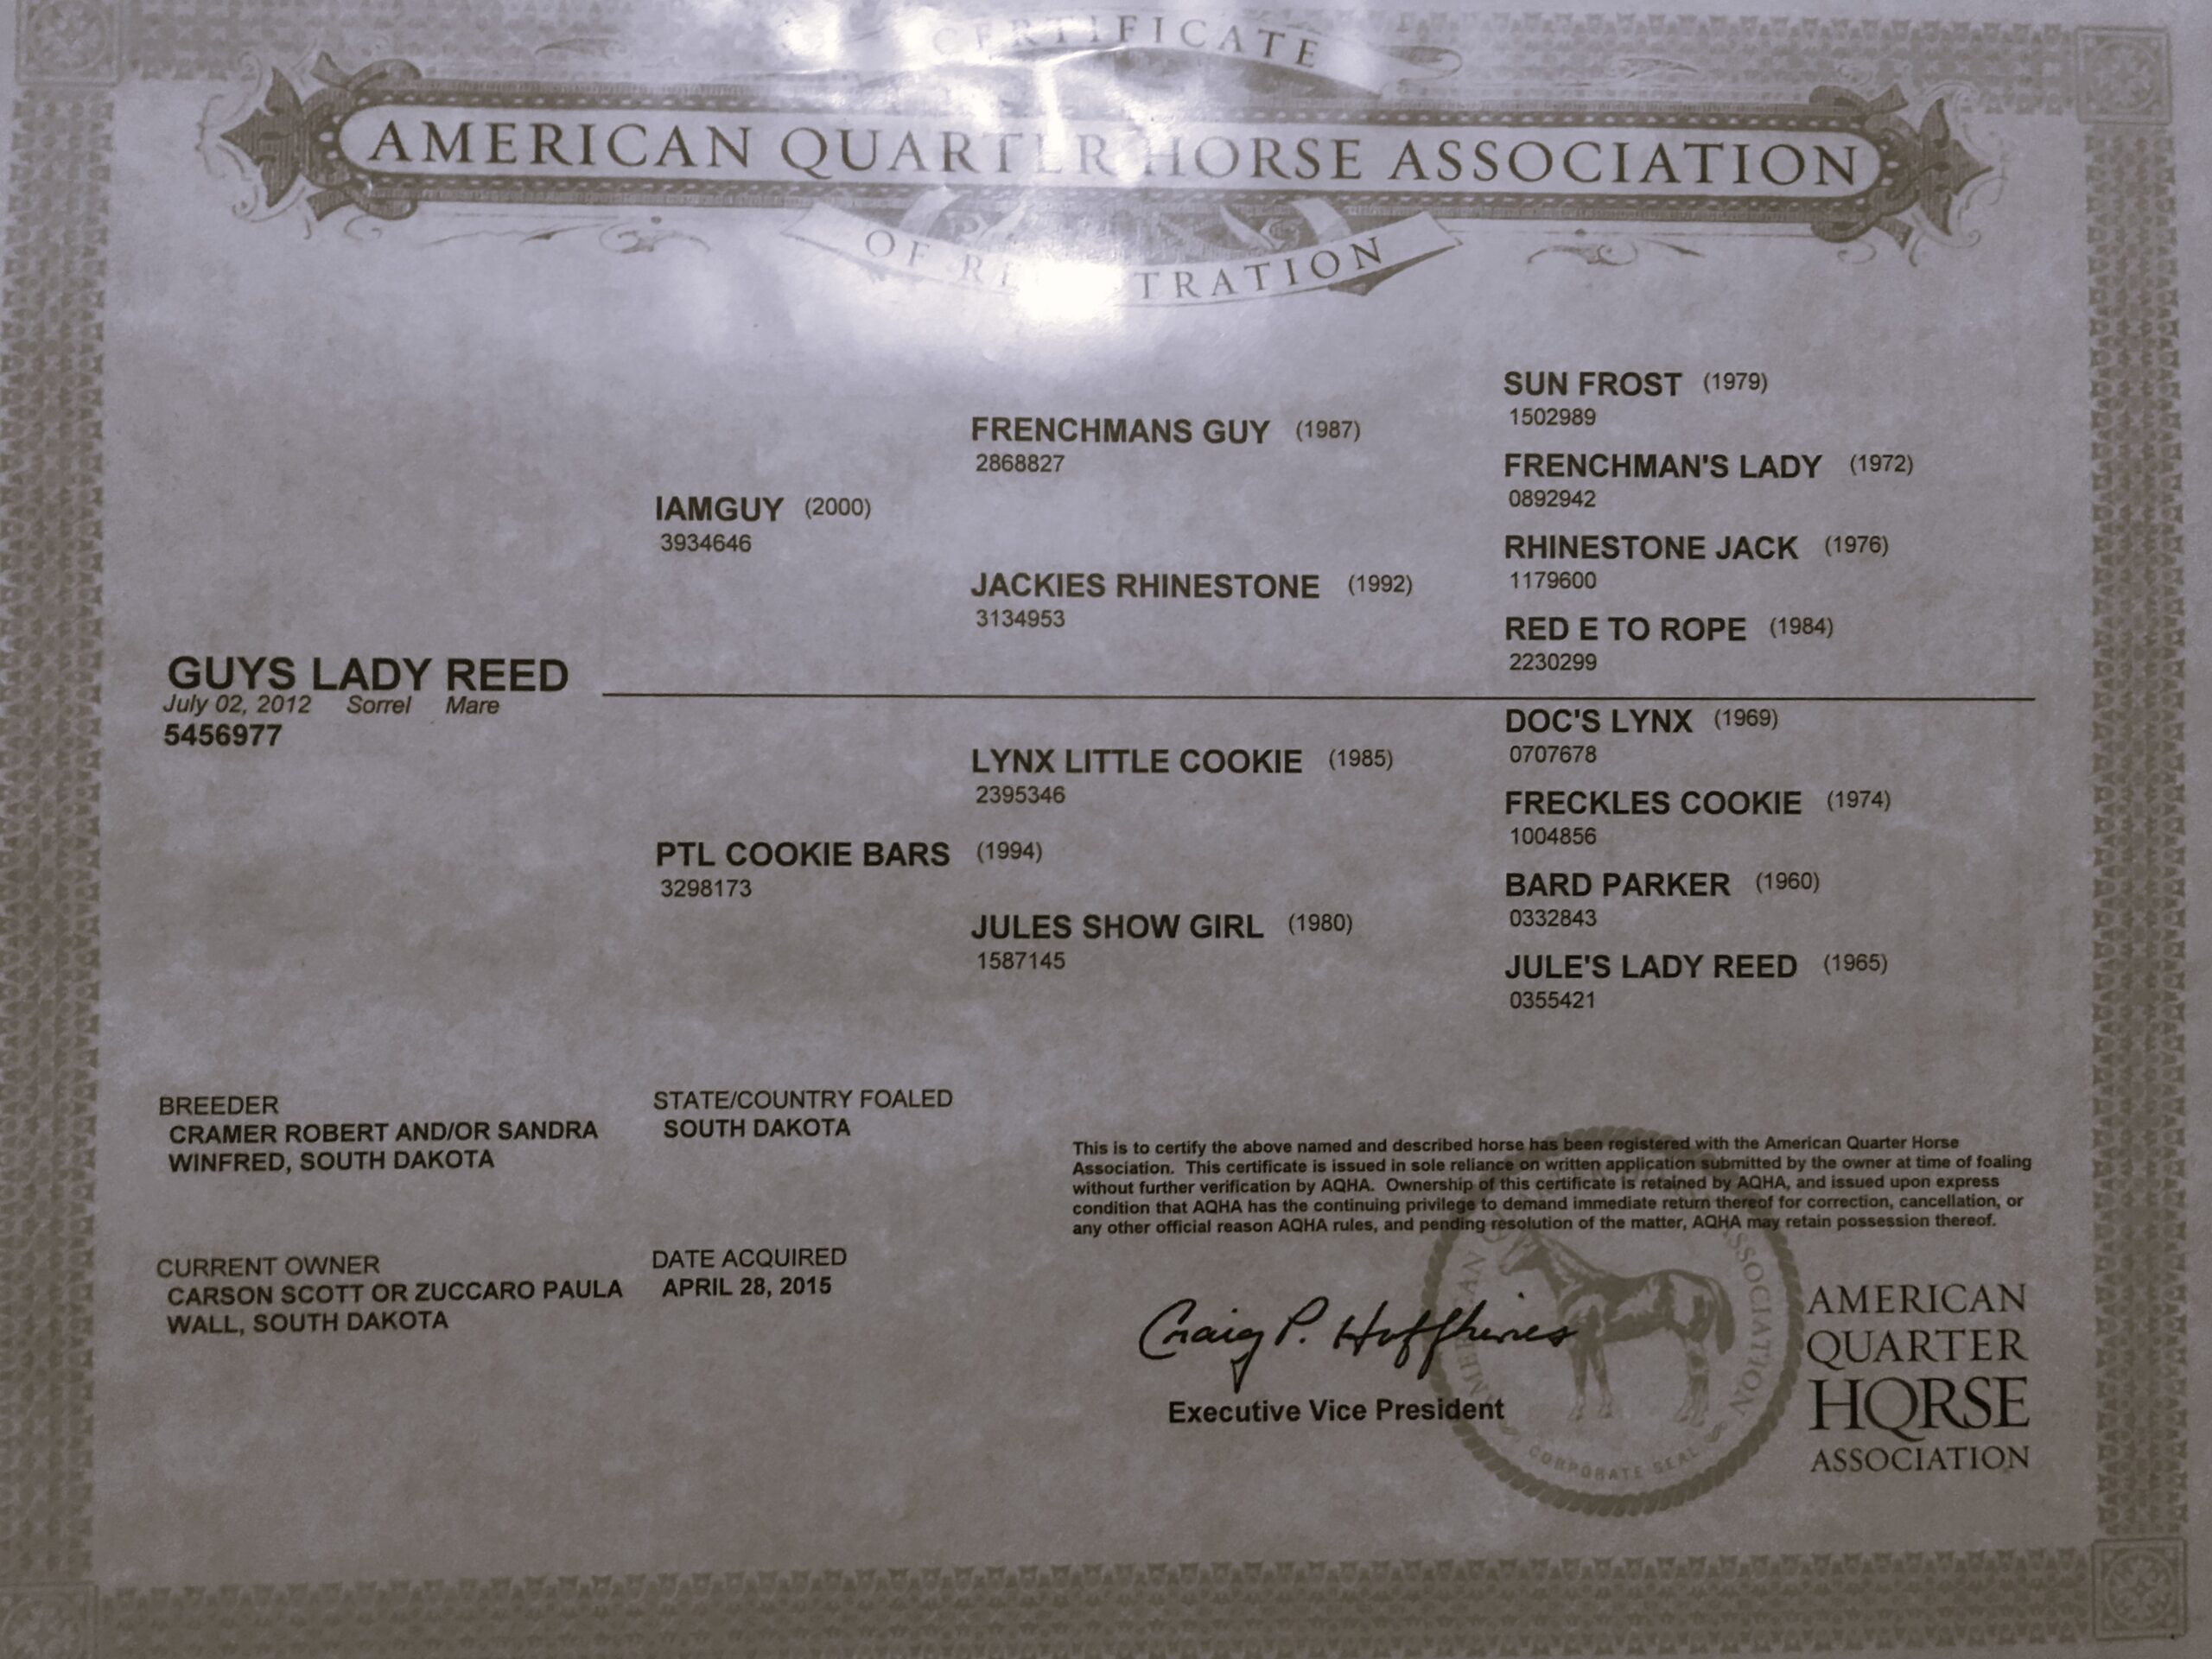 CERTIFICATE
AMERICAN QUARTER HORSE ASSOCIATION
OF REGISTRATION
SUN FROST (1979)
1502989
FRENCHMANS GUY (1987)
2868827
FRENCHMAN'S LADY (1972)
0892942
IAMGUY (2000)
3934646
RHINESTONE JACK (1976)
1179600
JACKIES RHINESTONE (1992)
3134953
RED E TO ROPE (1984)
2230299
GUYS LADY REED
July 02, 2012 Sorrel Mare
5456977
DOC'S LYNX (1969)
0707678
LYNX LITTLE COOKIE (1985)
2395346
FRECKLES COOKIE (1974)
1004856
PTL COOKIE BARS (1994)
3298173
BARD PARKER (1960)
0332843
JULES SHOW GIRL (1980)
1587145
JULE'S LADY REED (1965)
0355421
BREEDER
CRAMER ROBERT AND/OR SANDRA
WINFRED, SOUTH DAKOTA
STATE/COUNTRY FOALED
SOUTH DAKOTA
CURRENT OWNER
CARSON SCOTT OR ZUCCARO PAULA
WALL, SOUTH DAKOTA
DATE ACQUIRED
APRIL 28, 2015
This is to certify the above named and described horse has been registered with the American Quarter Horse
Association. This certificate is issued in sole reliance on written application submitted by the owner at time of foaling
without further verification by AQHA. Ownership of this certificate is retained by AQHA, and issued upon express
condition that AQHA has the continuing privilege to demand immediate return thereof for correction, cancellation, or
any other official reason AQHA rules, and pending resolution of the matter, AQHA may retain possession thereof.
Craig P. Huffhines
Executive Vice President
AMERICAN ASSOCIATION
CORPORATE SEAL
AMERICAN
QUARTER
HORSE
ASSOCIATION